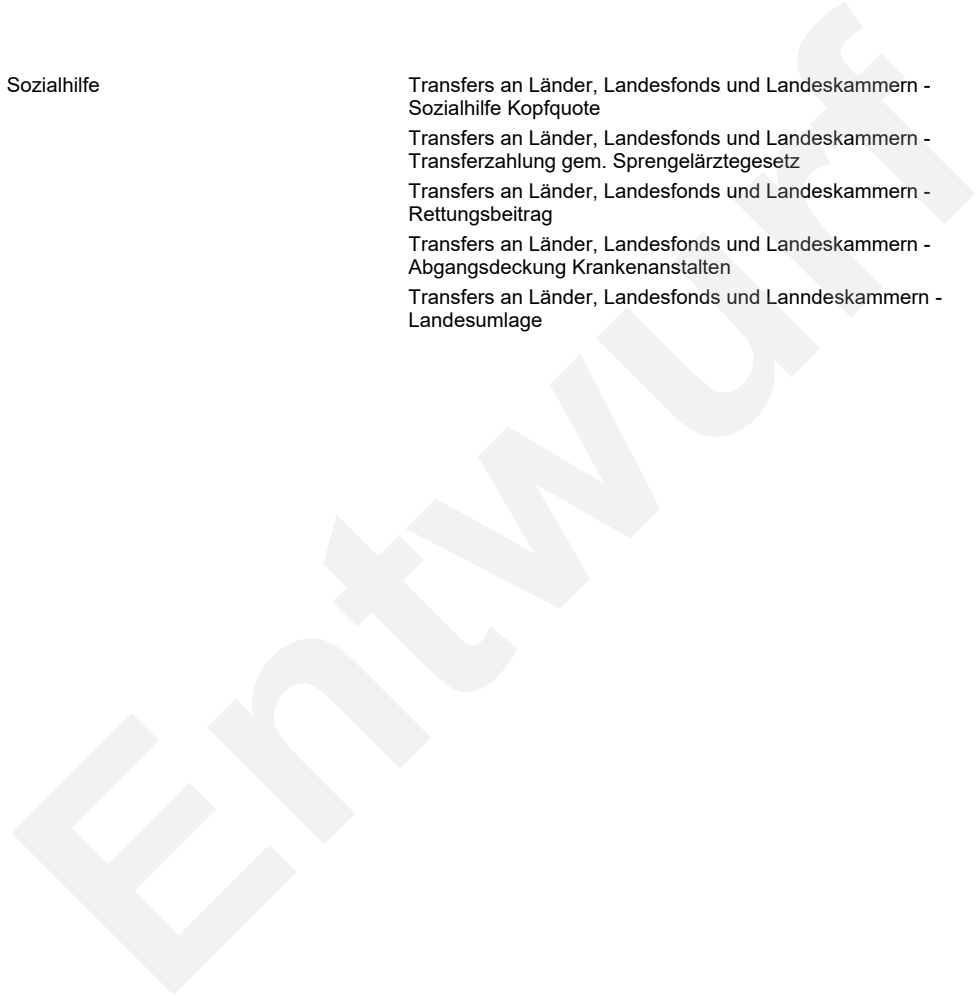 Sozialhilfe
Transfers an Länder, Landesfonds und Landeskammern -
Sozialhilfe Kopfquote
Transfers an Länder, Landesfonds und Landeskammern -
Transferzahlung gem. Sprengelärztegesetz
Transfers an Länder, Landesfonds und Landeskammern -
Rettungsbeitrag
Transfers an Länder, Landesfonds und Landeskammern -
Abgangsdeckung Krankenanstalten
Transfers an Länder, Landesfonds und Lanndeskammern -
Landesumlage
Entwurf